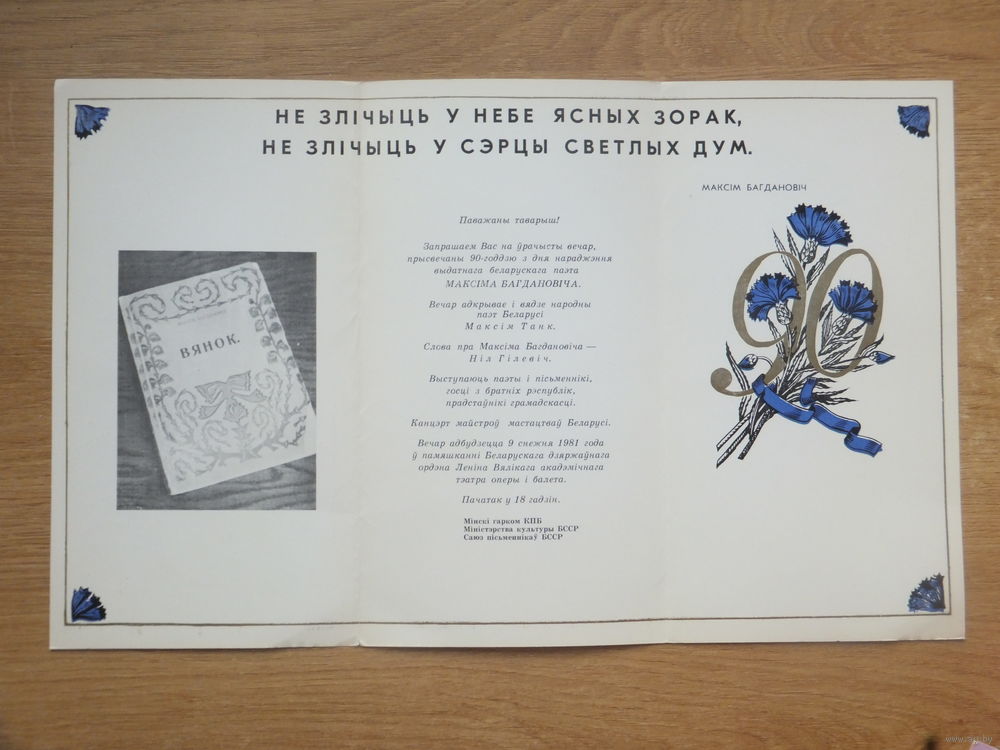 НЕ ЗЛІЧЫЦЬ У НЕБЕ ЯСНЫХ ЗОРАК,
НЕ ЗЛІЧЫЦЬ У СЭРЦЫ СВЕТЛЫХ ДУМ.
МАКСІМ БАГДАНОВІЧ
ВЯНОК.
Паважаны таварыш!
Запрашаем Вас на ўрачысты вечар,
прысвечаны 90-годдзю з дня нараджэння
выдатнага беларускага паэта
МАКСІМА БАГДАНОВІЧА.
Вечар адкрывае і вядзе народны
паэт Беларусі
Максім Танк.
Слова пра Максіма Багдановіча —
Ніл Гілевіч.
Выступаюць паэты і пісьменнікі,
госці з братніх рэспублік,
прадстаўнікі грамадскасці.
Канцэрт майстроў мастацтваў Беларусі.
Вечар адбудзецца 9 снежня 1981 года
ў памяшканні Беларускага дзяржаўнага
ордэна Леніна Вялікага акадэмічнага
тэатра оперы і балета.
Пачатак у 18 гадзін.
Мінскі гарком КПБ
Міністэрства культуры БССР
Саюз пісьменнікаў БССР
90